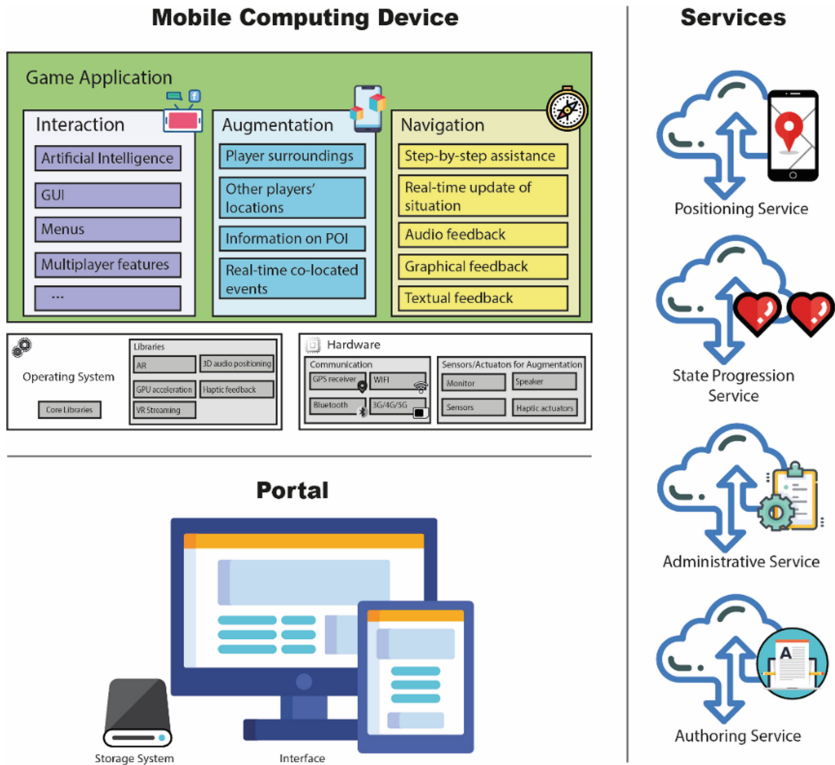 Mobile Computing Device
Game Application
Interaction
Artificial Intelligence
GUI
Menus
Multiplayer features
...
Augmentation
Player surroundings
Other players'
locations
Information on POI
Real-time co-located
events
Navigation
Step-by-step assistance
Real-time update of
situation
Audio feedback
Graphical feedback
Textual feedback
Operating System
Core Libraries
Libraries
AR
3D audio positioning
GPU acceleration
Haptic feedback
VR Streaming
Hardware
Communication
GPS receiver
WIFI
Bluetooth
3G/4G/5G
Sensors/Actuators for Augmentation
Monitor
Speaker
Sensors
Haptic actuators
Portal
Storage System
Interface
Services
Positioning Service
State Progression
Service
Administrative Service
A
Authoring Service